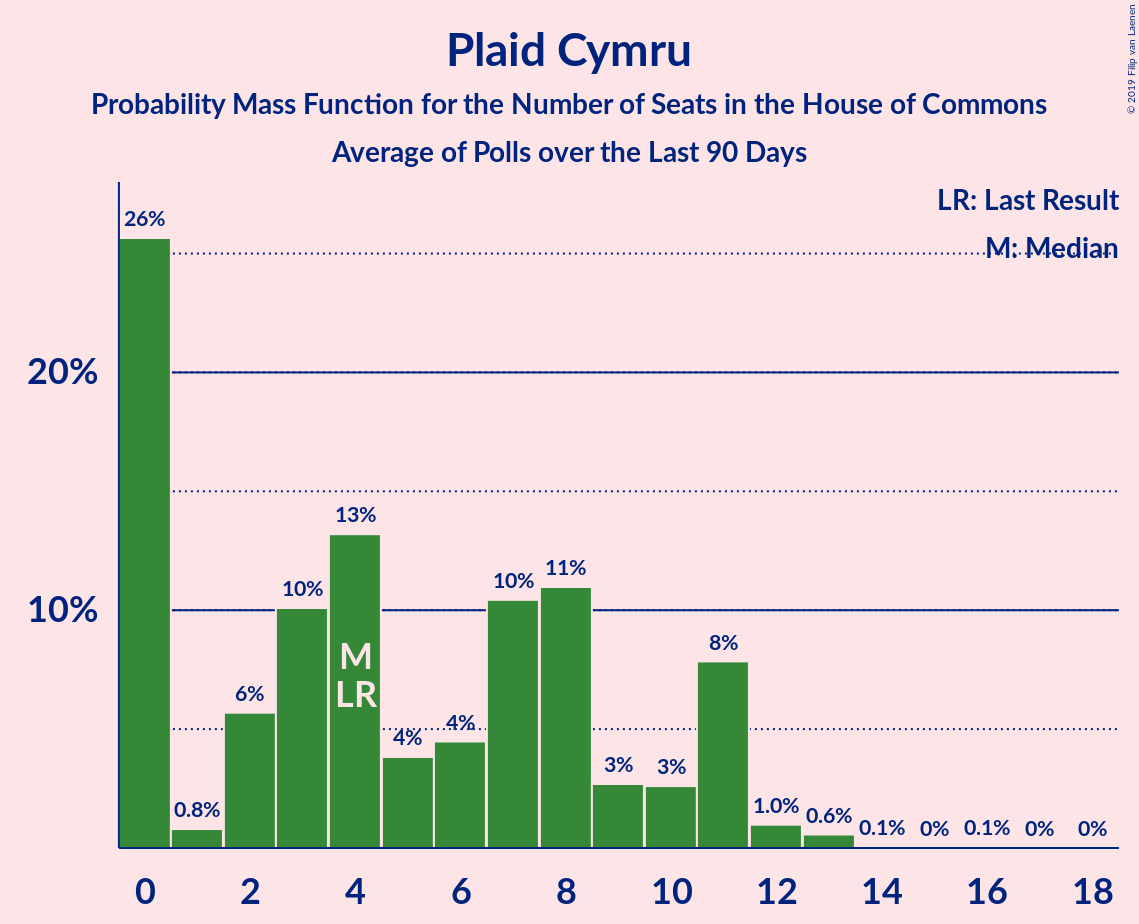 Plaid Cymru
Probability Mass Function for the Number of Seats in the House of Commons
Average of Polls over the Last 90 Days
© 2019 Filip van Laenen
LR: Last Result
M: Median
26%
0.8%
6%
10%
13%
4%
4%
10%
11%
3%
3%
8%
1.0%
0.6%
0.1%
0%
0.1%
0%
0%
20%
10%
M
LR
0 2 4 6 8 10 12 14 16 18